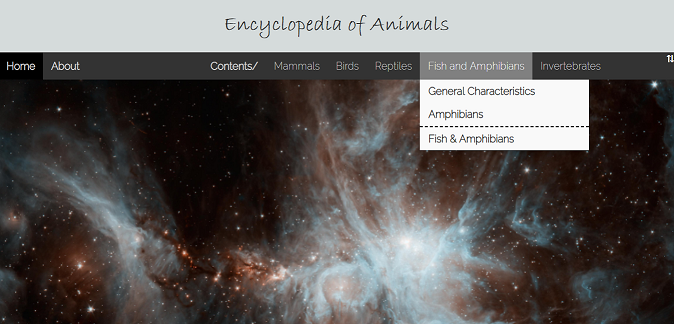 Encyclopedia of Animals
Home About Contents/ Mammals Birds Reptiles Fish and Amphibians Invertebrates
General Characteristics
Amphibians
Fish & Amphibians